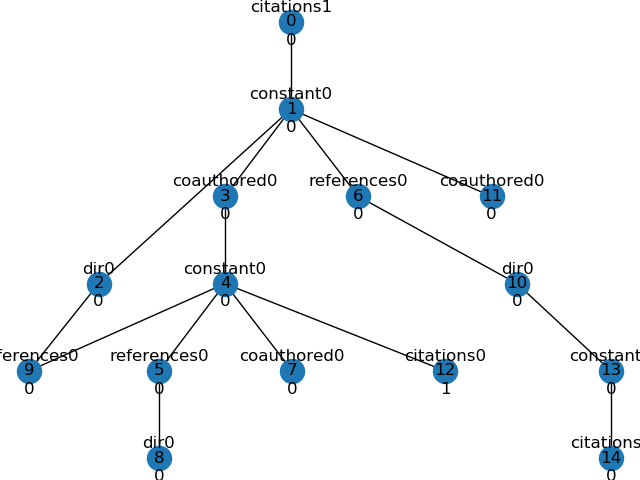 citations1
0
0
constant0
1
0
coauthored0 references0 coauthored0
3 6 11
0 0 0
dir0 constant0 dir0
2 4 10
0 0 0
ferences0 references0 coauthored0 citations0 constant
9 5 7 12 13
0 0 0 1 0
dir0 citations
8 14
0 0